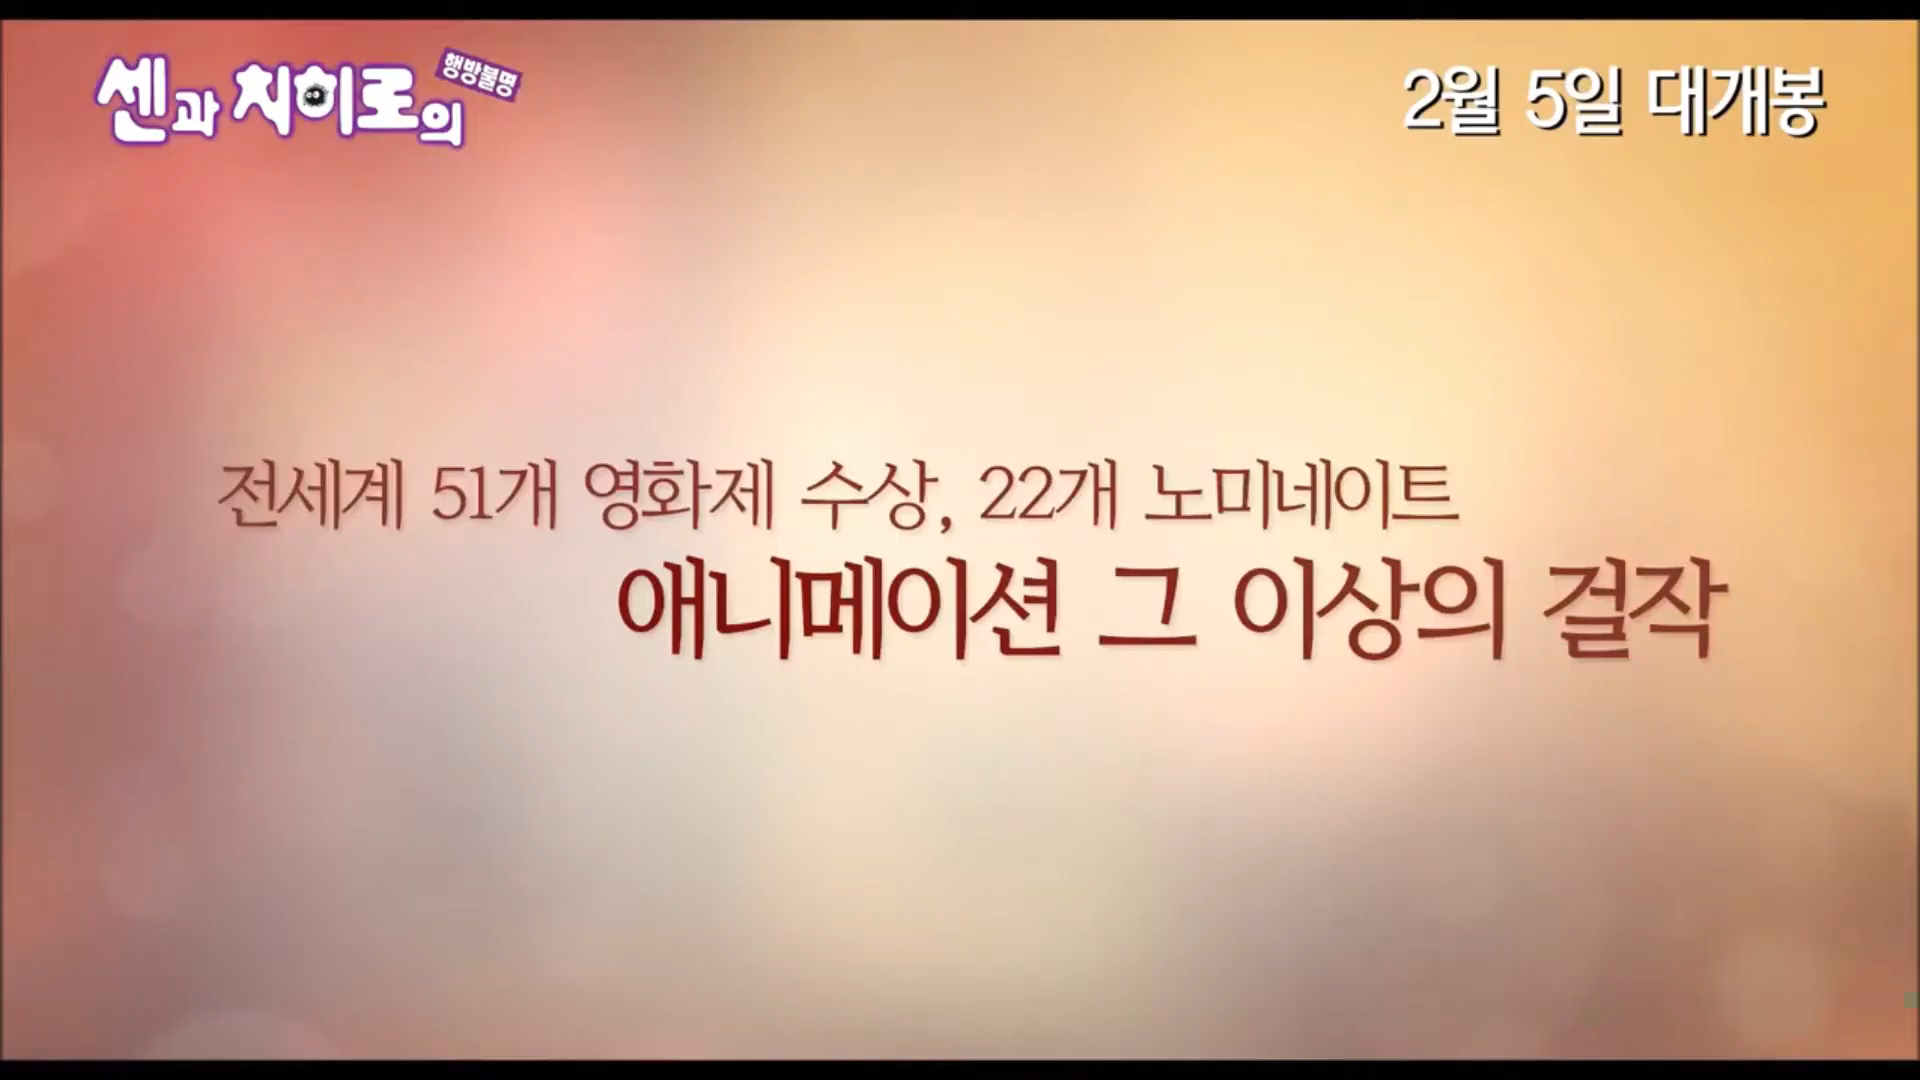 센과 치히로의 행방불명
2월 5일 대개봉
전세계 51개 영화제 수상, 22개 노미네이트
애니메이션 그 이상의 걸작